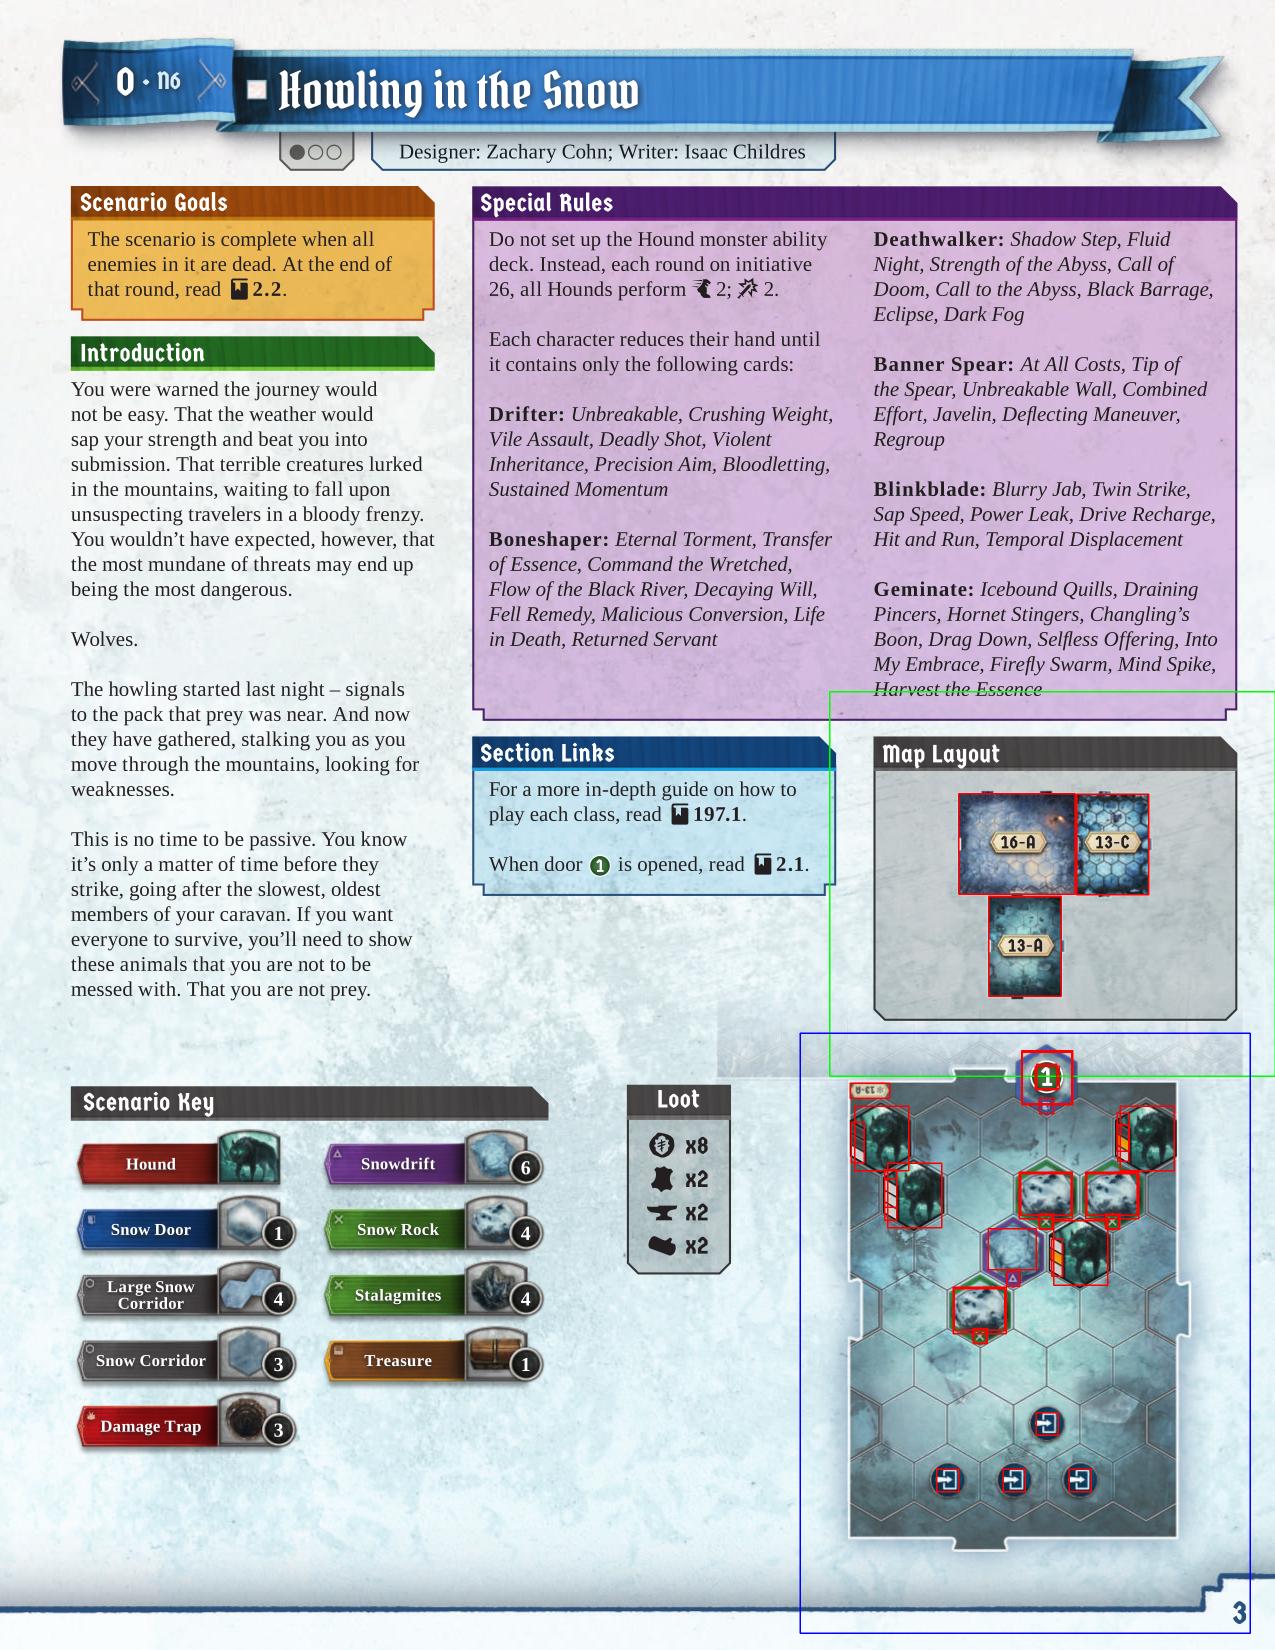 0 · N6
Howling in the Snow
Designer: Zachary Cohn; Writer: Isaac Childres
Scenario Goals
The scenario is complete when all
enemies in it are dead. At the end of
that round, read 2.2.
Introduction
You were warned the journey would
not be easy. That the weather would
sap your strength and beat you into
submission. That terrible creatures lurked
in the mountains, waiting to fall upon
unsuspecting travelers in a bloody frenzy.
You wouldn’t have expected, however, that
the most mundane of threats may end up
being the most dangerous.
Wolves.
The howling started last night – signals
to the pack that prey was near. And now
they have gathered, stalking you as you
move through the mountains, looking for
weaknesses.
This is no time to be passive. You know
it’s only a matter of time before they
strike, going after the slowest, oldest
members of your caravan. If you want
everyone to survive, you’ll need to show
these animals that you are not to be
messed with. That you are not prey.
Special Rules
Do not set up the Hound monster ability
deck. Instead, each round on initiative
26, all Hounds perform 2; 2.
Each character reduces their hand until
it contains only the following cards:
Drifter: Unbreakable, Crushing Weight,
Vile Assault, Deadly Shot, Violent
Inheritance, Precision Aim, Bloodletting,
Sustained Momentum
Boneshaper: Eternal Torment, Transfer
of Essence, Command the Wretched,
Flow of the Black River, Decaying Will,
Fell Remedy, Malicious Conversion, Life
in Death, Returned Servant
Deathwalker: Shadow Step, Fluid
Night, Strength of the Abyss, Call of
Doom, Call to the Abyss, Black Barrage,
Eclipse, Dark Fog
Banner Spear: At All Costs, Tip of
the Spear, Unbreakable Wall, Combined
Effort, Javelin, Deflecting Maneuver,
Regroup
Blinkblade: Blurry Jab, Twin Strike,
Sap Speed, Power Leak, Drive Recharge,
Hit and Run, Temporal Displacement
Geminate: Icebound Quills, Draining
Pincers, Hornet Stingers, Changling’s
Boon, Drag Down, Selfless Offering, Into
My Embrace, Firefly Swarm, Mind Spike,
Harvest the Essence
Section Links
For a more in-depth guide on how to
play each class, read 197.1.
When door 1 is opened, read 2.1.
Map Layout
16-A
13-C
13-A
Scenario Key
Hound
Snow Door
1
Large Snow
Corridor
4
Snow Corridor
3
Damage Trap
3
Snowdrift
6
Snow Rock
4
Stalagmites
4
Treasure
1
Loot
x8
x2
x2
x2
1
13-A
3